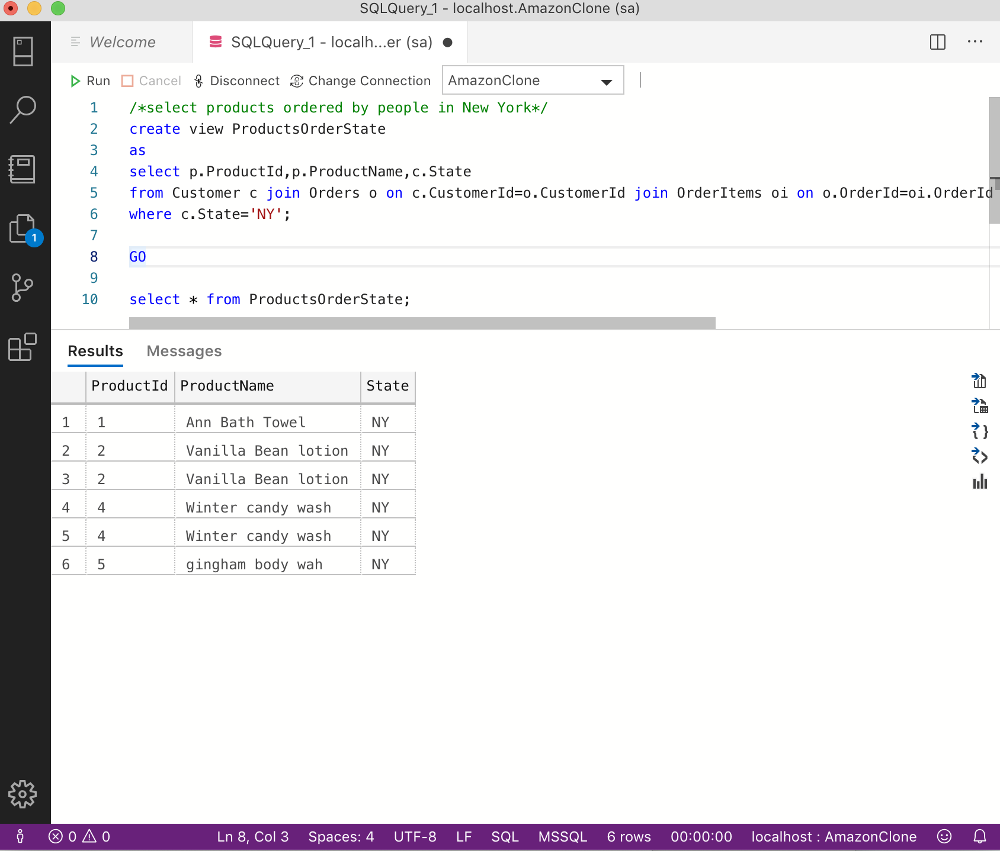 SQLQuery_1 - localhost.AmazonClone (sa)
Welcome
SQLQuery_1 - localh...er (sa)
Run Cancel Disconnect Change Connection AmazonClone
1 /*select products ordered by people in New York*/
2 create view ProductsOrderState
3 as
4 select p.ProductId,p.ProductName,c.State
5 from Customer c join Orders o on c.CustomerId=o.CustomerId join OrderItems oi on o.OrderId=oi.OrderId
6 where c.State='NY';
7
8 GO
9
10 select * from ProductsOrderState;
1
Results Messages
ProductId ProductName State
1 1 Ann Bath Towel NY
2 2 Vanilla Bean lotion NY
3 2 Vanilla Bean lotion NY
4 4 Winter candy wash NY
5 4 Winter candy wash NY
6 5 gingham body wah NY
0 0 Ln 8, Col 3 Spaces: 4 UTF-8 LF SQL MSSQL 6 rows 00:00:00 localhost : AmazonClone